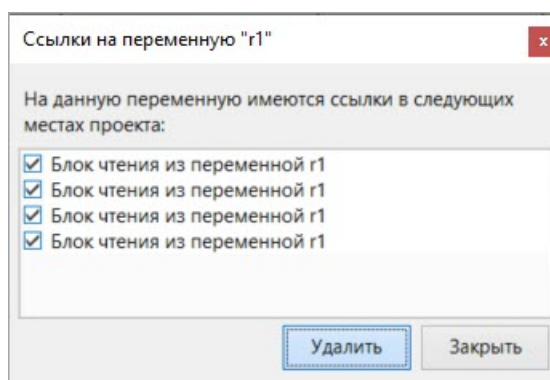 Ссылки на переменную "r1"
x
На данную переменную имеются ссылки в следующих
местах проекта:
Блок чтения из переменной r1
Блок чтения из переменной r1
Блок чтения из переменной r1
Блок чтения из переменной r1
Удалить Закрыть